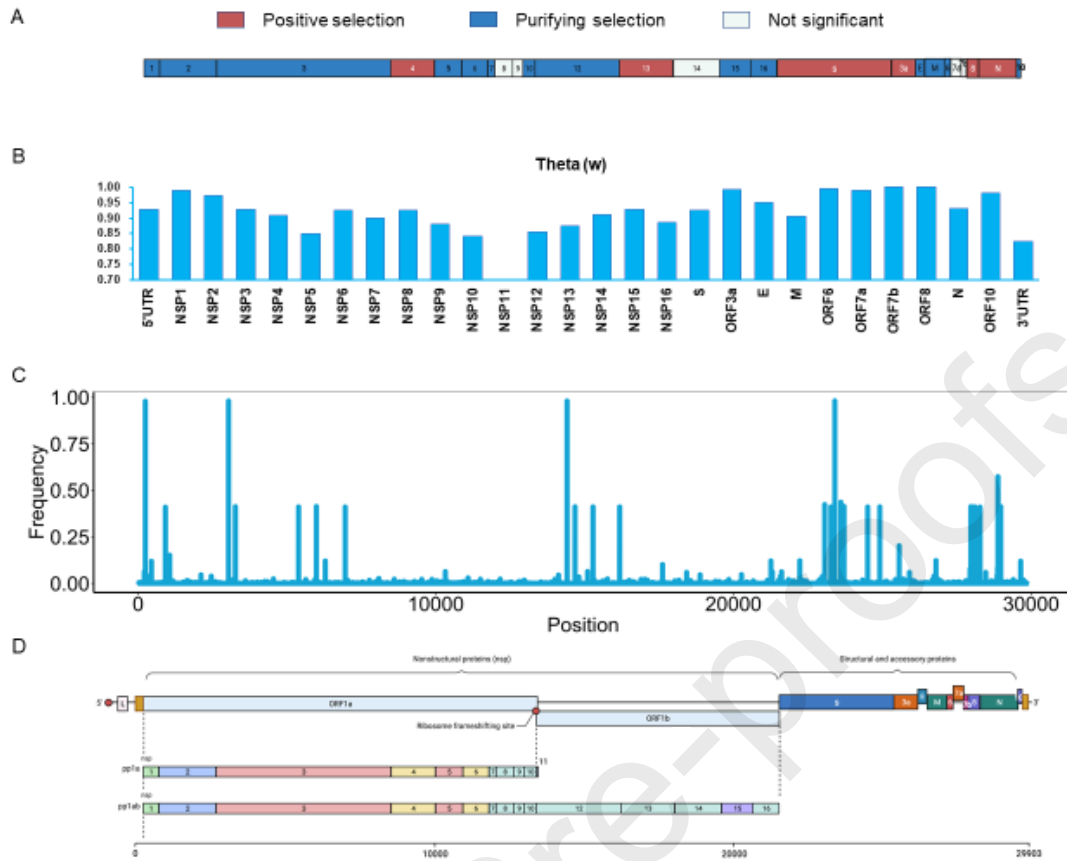 A
Positive selection Purifying selection Not significant
1 2 3 4 5 6 7 8 9 10 12 13 14 15 16 S 3a E M 8 N
B
Theta (w)
1.00
0.95
0.90
0.85
0.80
0.75
0.70
5'UTR NSP1 NSP2 NSP3 NSP4 NSP5 NSP6 NSP7 NSP8 NSP9 NSP10 NSP11 NSP12 NSP13 NSP14 NSP15 NSP16 S ORF3a E M ORF6 ORF7a ORF7b ORF8 N ORF10 3'UTR
C
Frequency
1.00
0.75
0.50
0.25
0.00
0 10000 20000 30000
Position
D
Nonstructural proteins (nsp) Structural and accessory proteins
5' L ORF1a S 3a M N 3'
Ribosome frameshifting site ORF1b
nsp 11
pp1a 1 2 3 4 5 6 7 8 9 10
nsp
pp1ab 1 2 3 4 5 6 7 8 9 10 12 13 14 15 16
0 10000 20000 29903
re-proofs